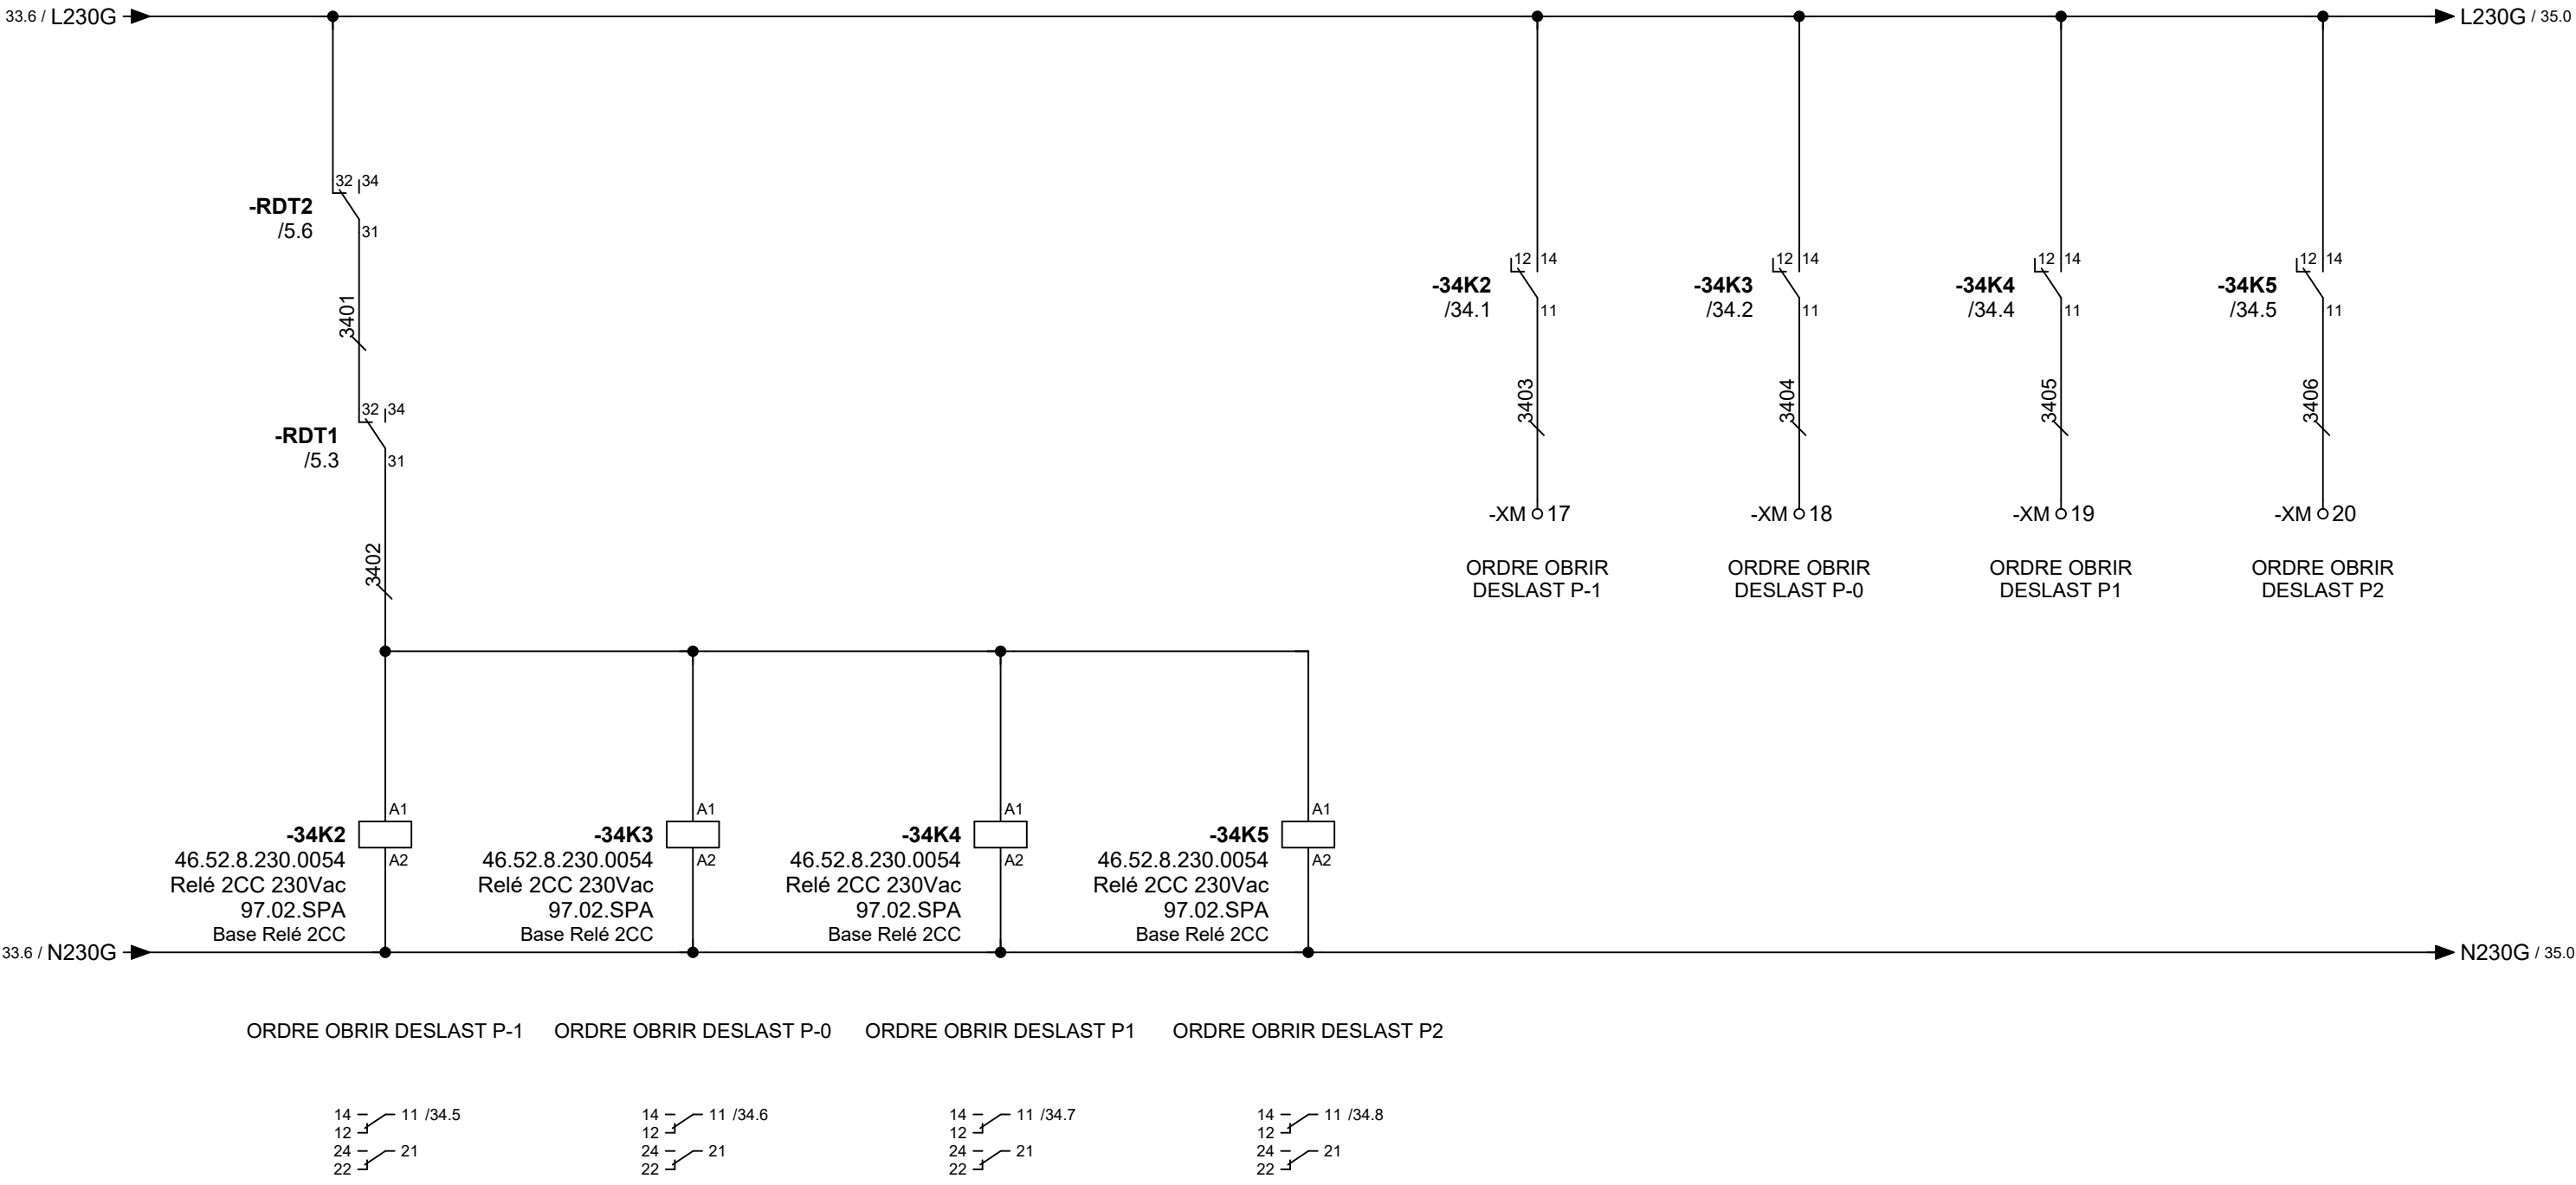 33.6 / L230G
L230G / 35.0
32 34
-RDT2
/5.6
31
3401
32 34
-RDT1
/5.3
31
3402
12 14
-34K2
/34.1
11
3403
-XM 17
ORDRE OBRIR
DESLAST P-1
12 14
-34K3
/34.2
11
3404
-XM 18
ORDRE OBRIR
DESLAST P-0
12 14
-34K4
/34.4
11
3405
-XM 19
ORDRE OBRIR
DESLAST P1
12 14
-34K5
/34.5
11
3406
-XM 20
ORDRE OBRIR
DESLAST P2
A1
-34K2
46.52.8.230.0054
A2
Relé 2CC 230Vac
97.02.SPA
Base Relé 2CC
A1
-34K3
46.52.8.230.0054
A2
Relé 2CC 230Vac
97.02.SPA
Base Relé 2CC
A1
-34K4
46.52.8.230.0054
A2
Relé 2CC 230Vac
97.02.SPA
Base Relé 2CC
A1
-34K5
46.52.8.230.0054
A2
Relé 2CC 230Vac
97.02.SPA
Base Relé 2CC
33.6 / N230G
N230G / 35.0
ORDRE OBRIR DESLAST P-1
ORDRE OBRIR DESLAST P-0
ORDRE OBRIR DESLAST P1
ORDRE OBRIR DESLAST P2
14 11 /34.5
12
24 21
22
14 11 /34.6
12
24 21
22
14 11 /34.7
12
24 21
22
14 11 /34.8
12
24 21
22